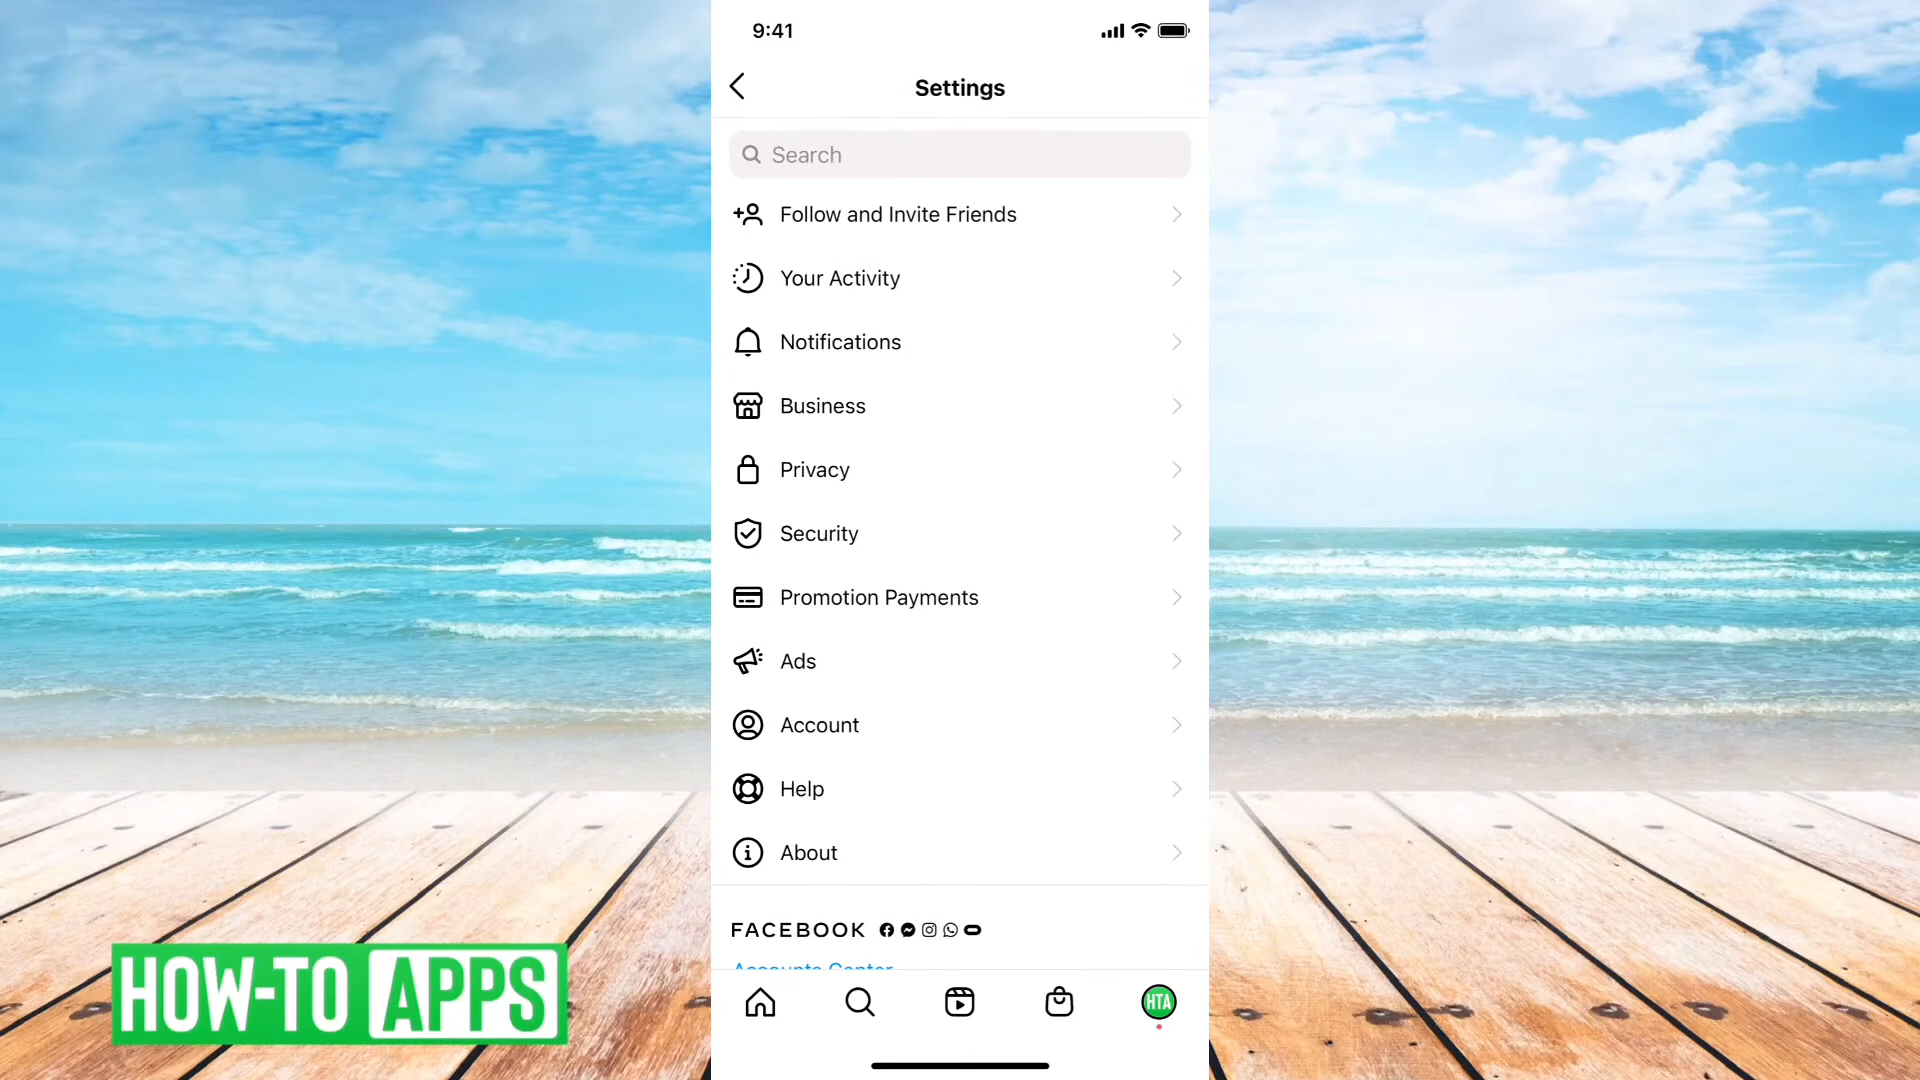 9:41
Settings
Search
Follow and Invite Friends
Your Activity
Notifications
Business
Privacy
Security
Promotion Payments
Ads
Account
Help
About
FACEBOOK
Accounts Center
HTA
HOW-TO APPS